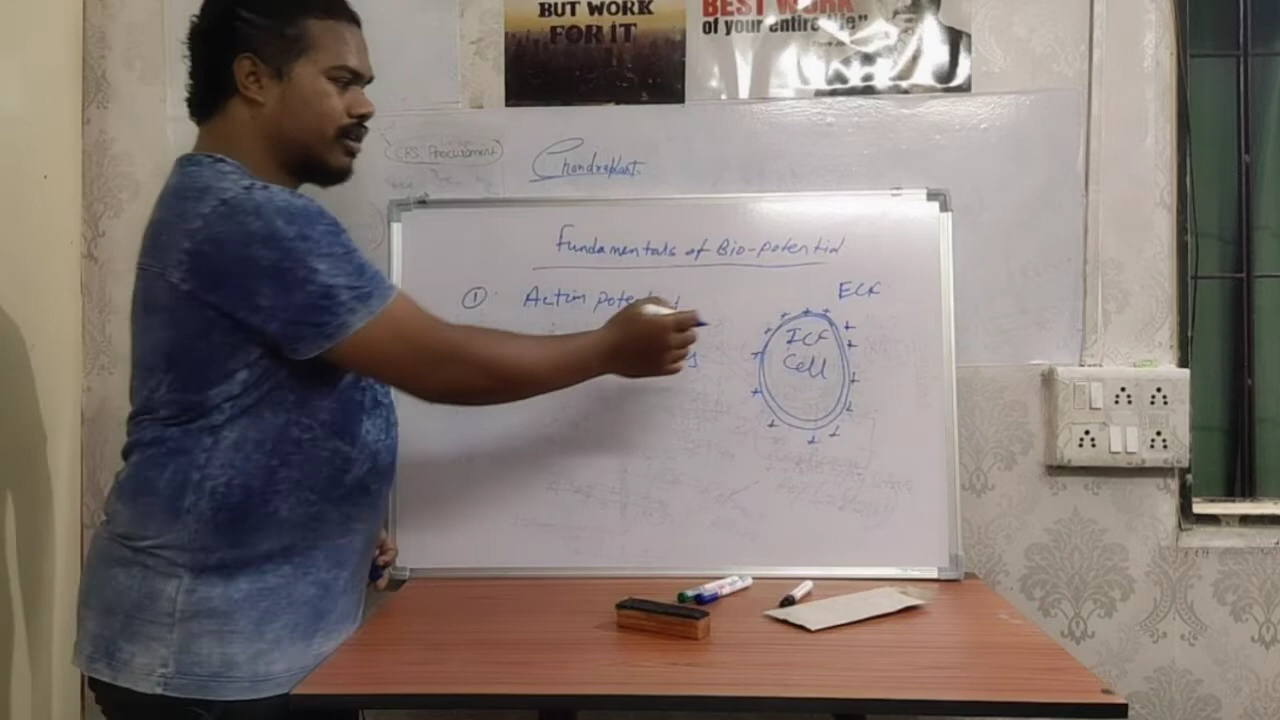 BUT WORK
FOR IT
BEST WORK
of your entire life"
CRS Procurement
Chandrakant.
Fundamentals of Bio-potential
① Action potential
ECF
ICF
Cell